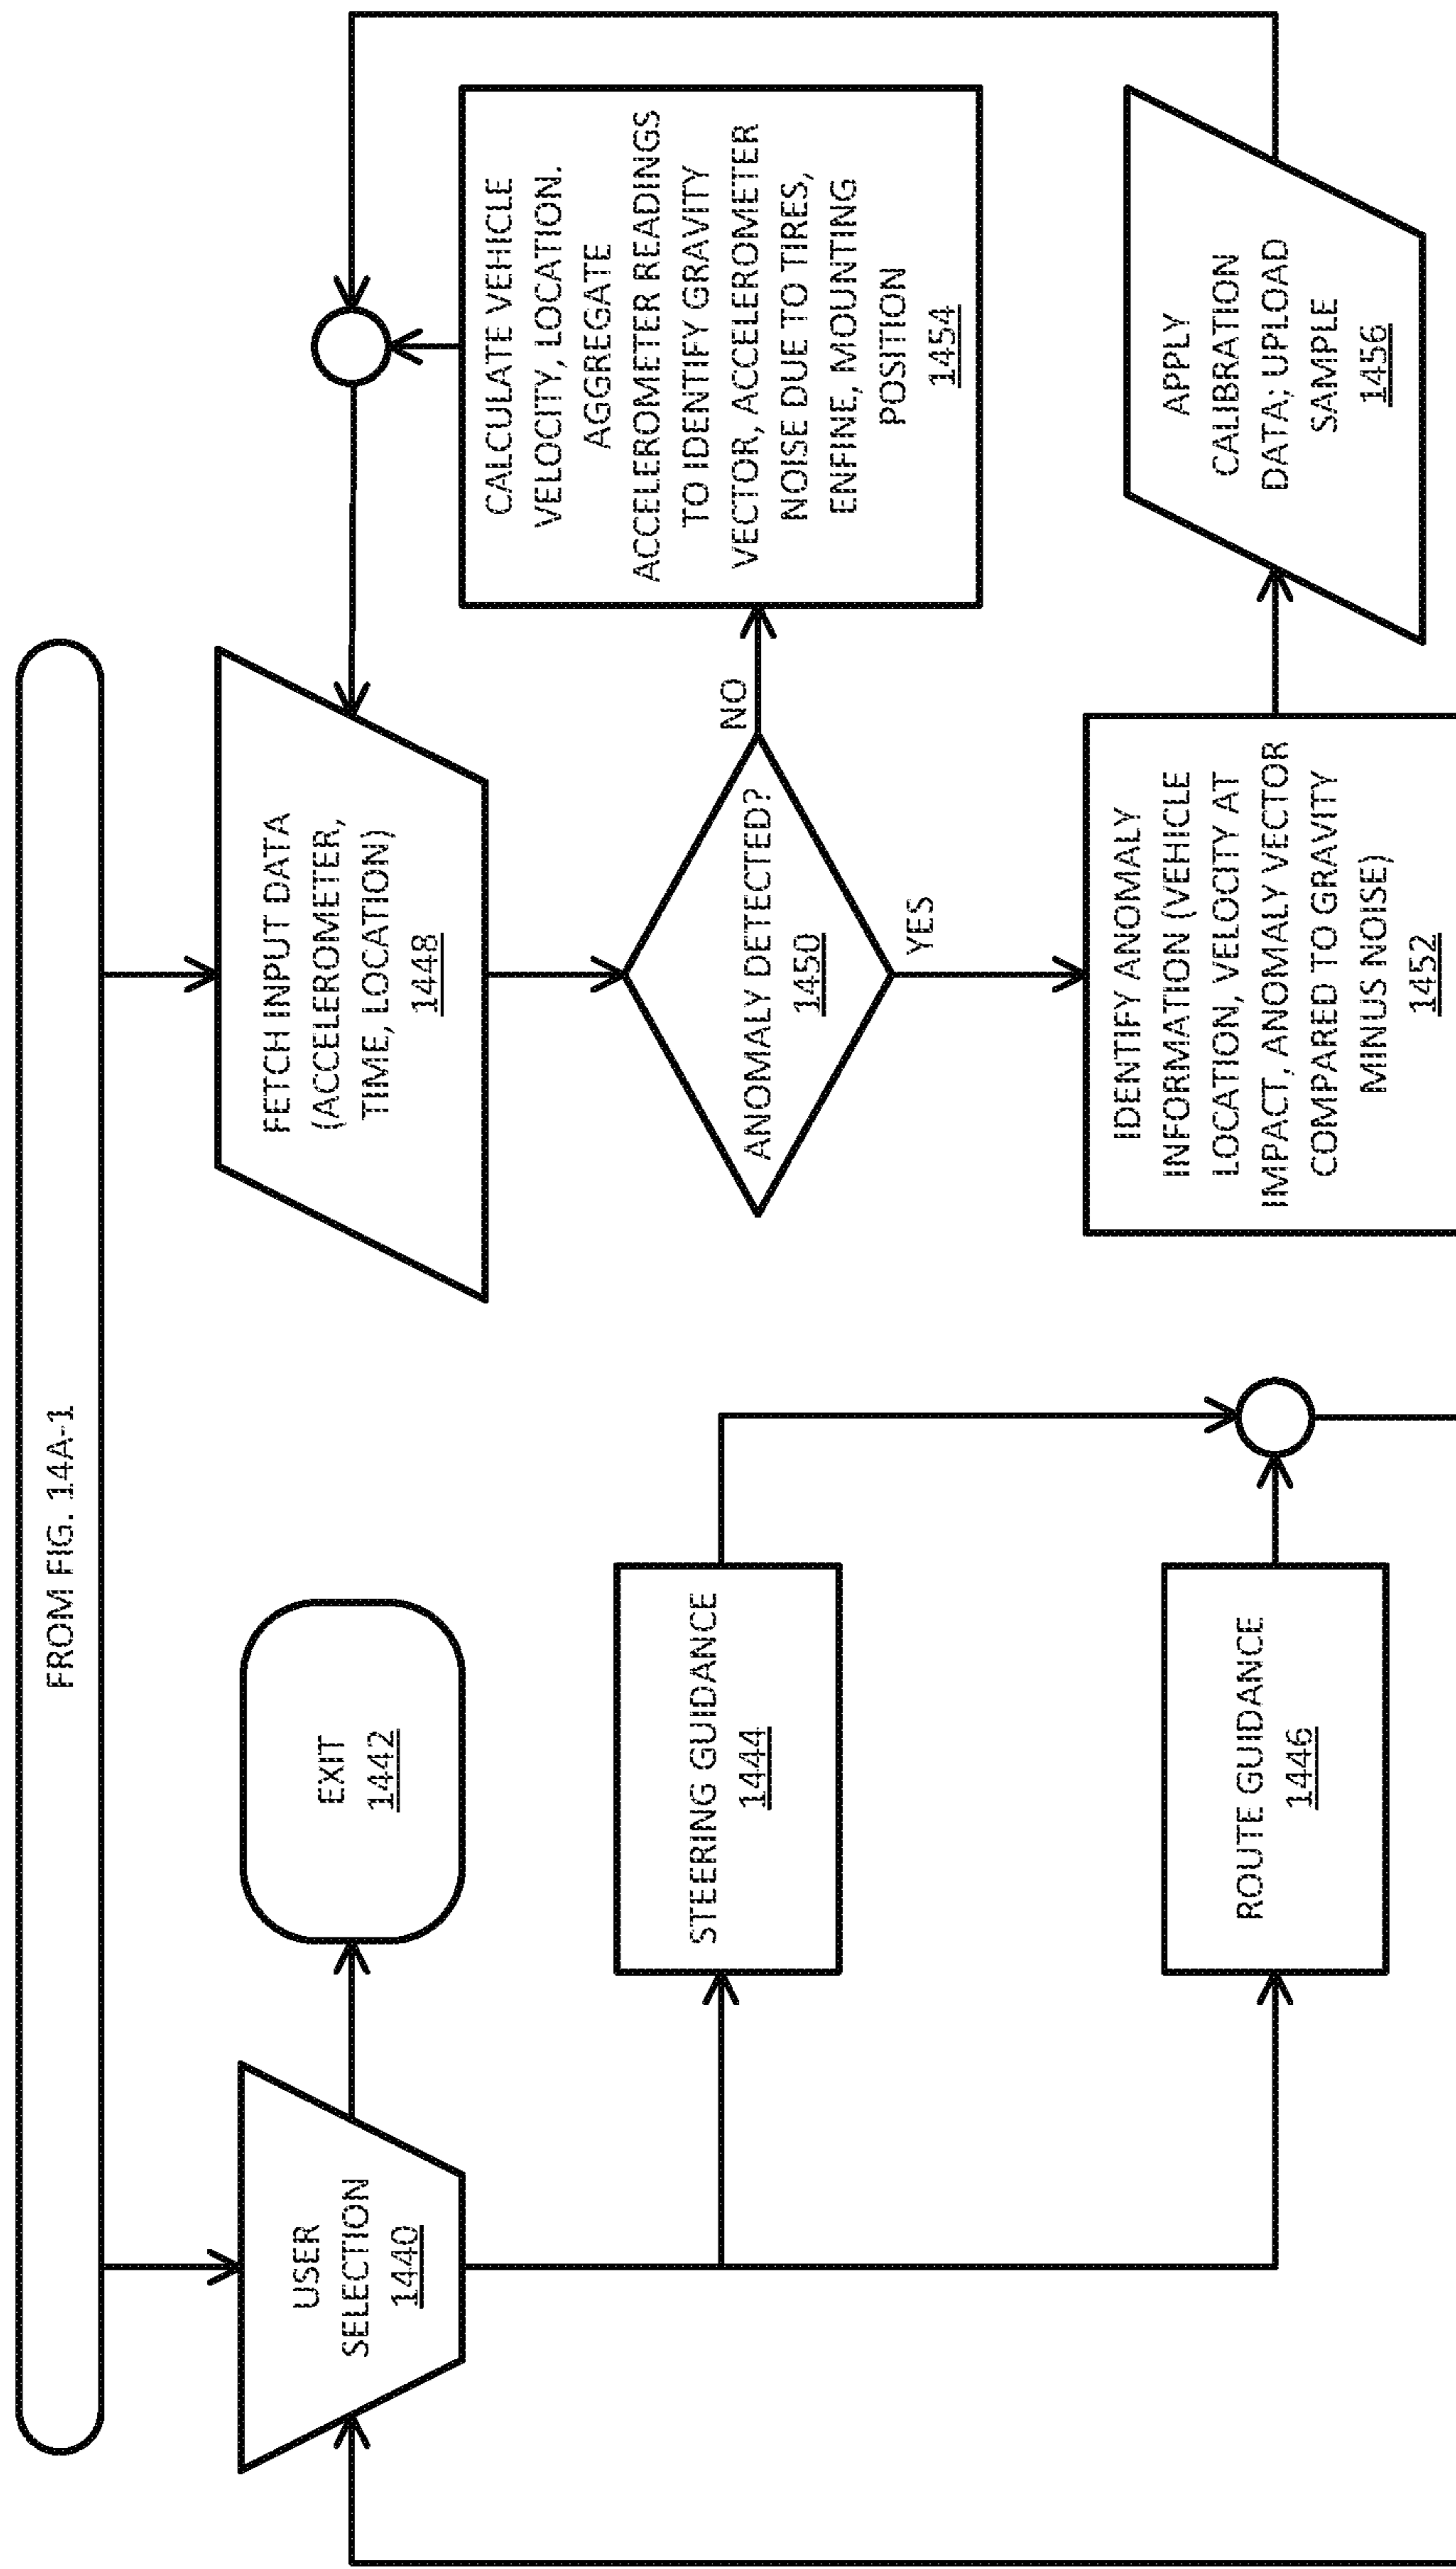 FROM FIG. 14A-1
USER
SELECTION
1440
EXIT
1442
STEERING GUIDANCE
1444
ROUTE GUIDANCE
1446
FETCH INPUT DATA
(ACCELEROMETER,
TIME, LOCATION)
1448
ANOMALY DETECTED?
1450
NO
YES
CALCULATE VEHICLE
VELOCITY, LOCATION.
AGGREGATE
ACCELEROMETER READINGS
TO IDENTIFY GRAVITY
VECTOR, ACCELEROMETER
NOISE DUE TO TIRES,
ENFINE, MOUNTING
POSITION
1454
IDENTIFY ANOMALY
INFORMATION (VEHICLE
LOCATION, VELOCITY AT
IMPACT, ANOMALY VECTOR
COMPARED TO GRAVITY
MINUS NOISE)
1452
APPLY
CALIBRATION
DATA; UPLOAD
SAMPLE
1456